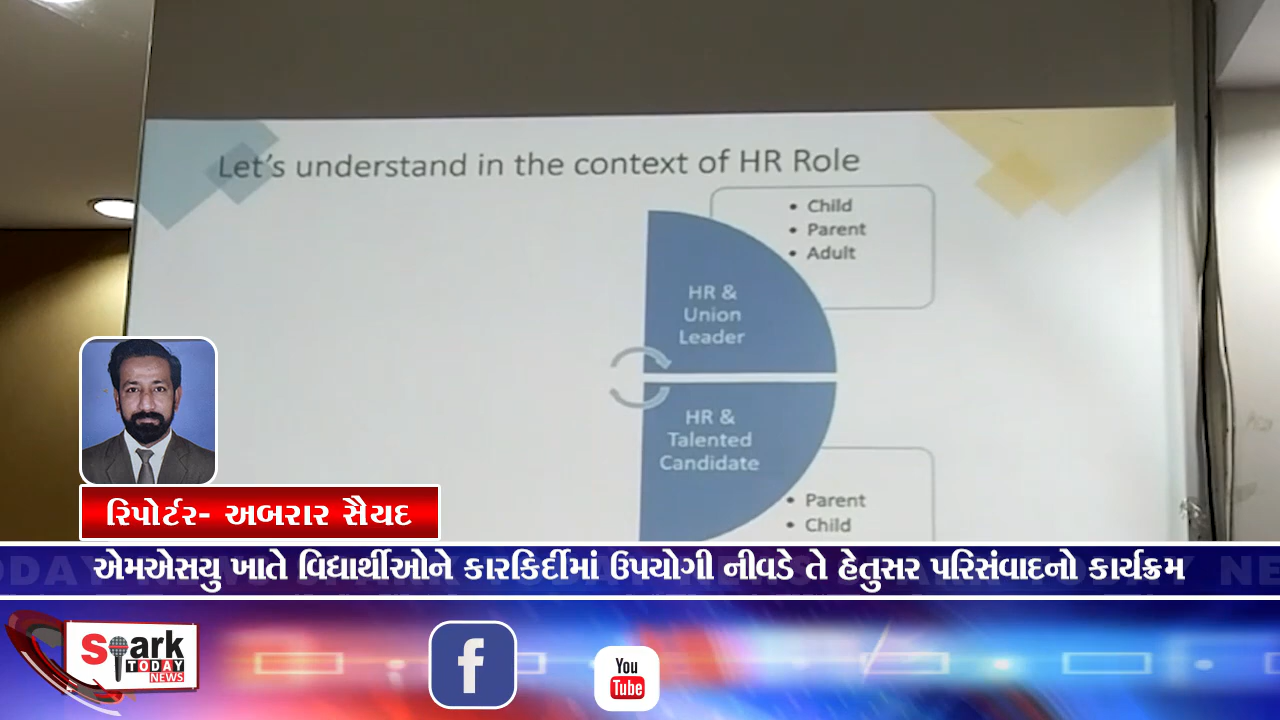 Let's understand in the context of HR Role
• Child
• Parent
• Adult
HR &
Union
Leader
HR &
Talented
Candidate
• Parent
• Child
રિપોર્ટર- અબરાર સૈયદ
એમએસયુ ખાતે વિદ્યાર્થીઓને કારકિર્દીમાં ઉપયોગી નીવડે તે હેતુસર પરિસંવાદનો કાર્યક્રમ
Spark
TODAY
NEWS
f
You
Tube